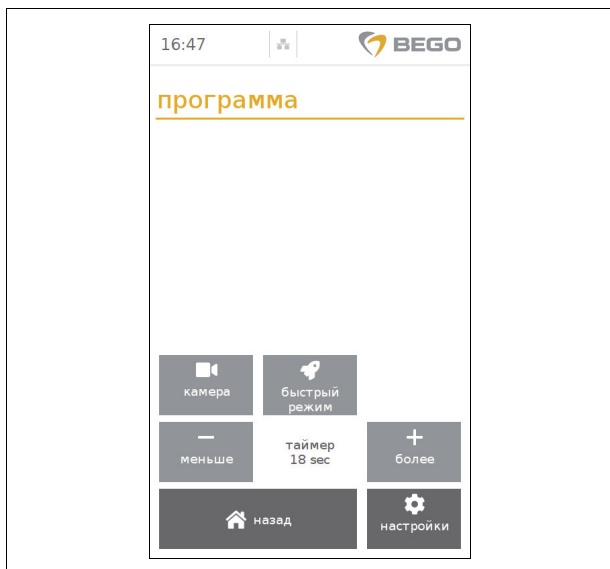 16:47
BEGO
программа
камера
быстрый
режим
меньше
таймер
18 sec
более
назад
настройки